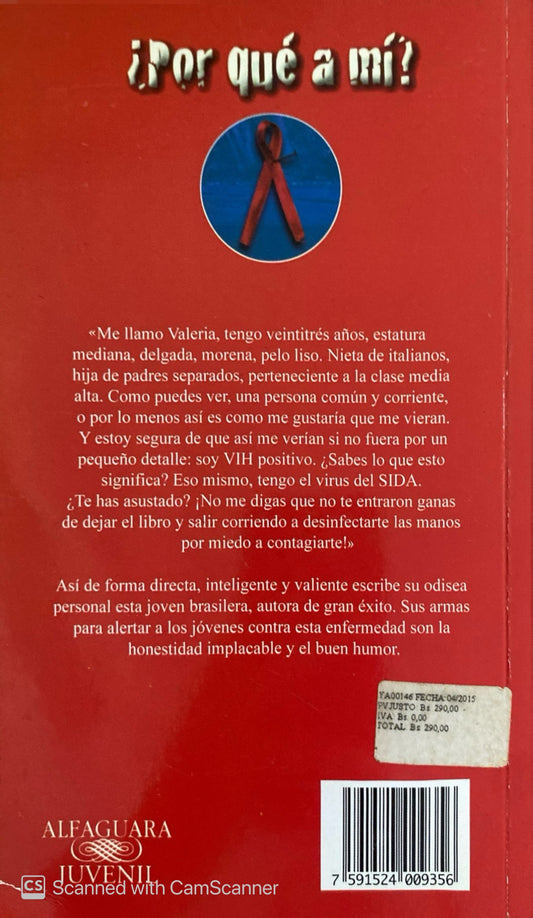 ¿Por qué a mí?
«Me llamo Valeria, tengo veintitrés años, estatura
mediana, delgada, morena, pelo liso. Nieta de italianos,
hija de padres separados, perteneciente a la clase media
alta. Como puedes ver, una persona común y corriente,
o por lo menos así es como me gustaría que me vieran.
Y estoy segura de que así me verían si no fuera por un
pequeño detalle: soy VIH positivo. ¿Sabes lo que esto
significa? Eso mismo, tengo el virus del SIDA.
¿Te has asustado? ¡No me digas que no te entraron ganas
de dejar el libro y salir corriendo a desinfectarte las manos
por miedo a contagiarte!»
Así de forma directa, inteligente y valiente escribe su odisea
personal esta joven brasilera, autora de gran éxito. Sus armas
para alertar a los jóvenes contra esta enfermedad son la
honestidad implacable y el buen humor.
YA00146 FECHA:04/2015
PVJUSTO Bs 290,00 -
IVA Bs 0,00
TOTAL Bs 290,00
ALFAGUARA
JUVENIL
7 591524 009356
CS Scanned with CamScanner